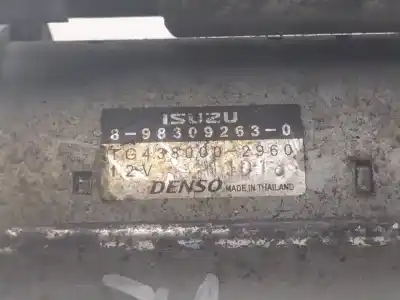 ISUZU
8-98309263-0
TG438000-2960
12V
DENSO MADE IN THAILAND